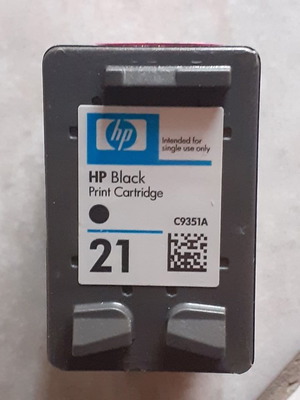 hp
Intended for
single use only
HP Black
Print Cartridge
C9351A
21